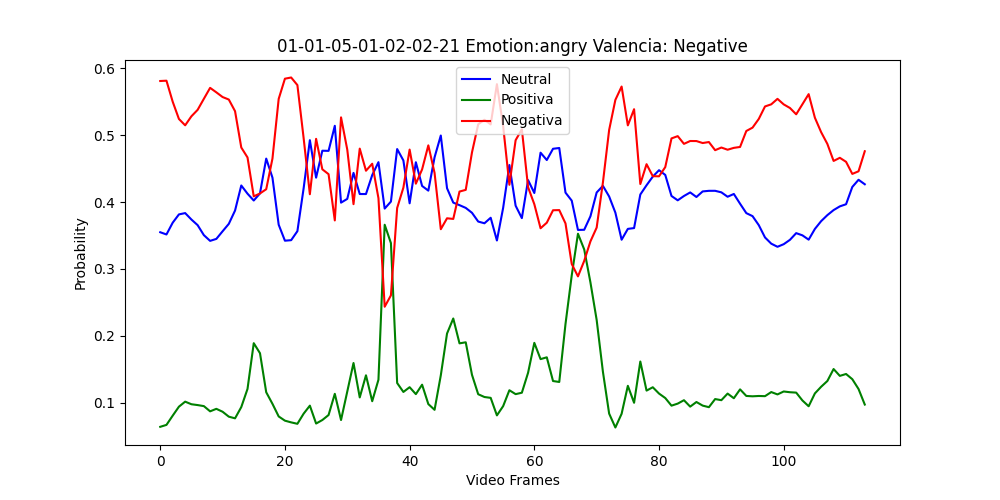 01-01-05-01-02-02-21 Emotion:angry Valencia: Negative
Neutral
Positiva
Negativa
Probability
0.6
0.5
0.4
0.3
0.2
0.1
0 20 40 60 80 100
Video Frames